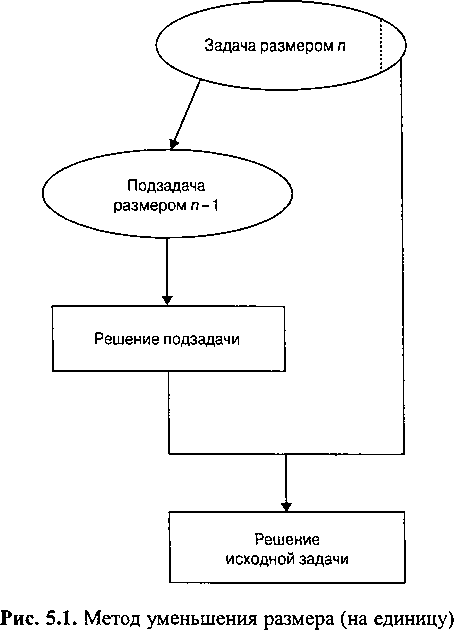 Задача размером n
Подзадача
размером n – 1
Решение подзадачи
Решение
исходной задачи
Рис. 5.1. Метод уменьшения размера (на единицу)